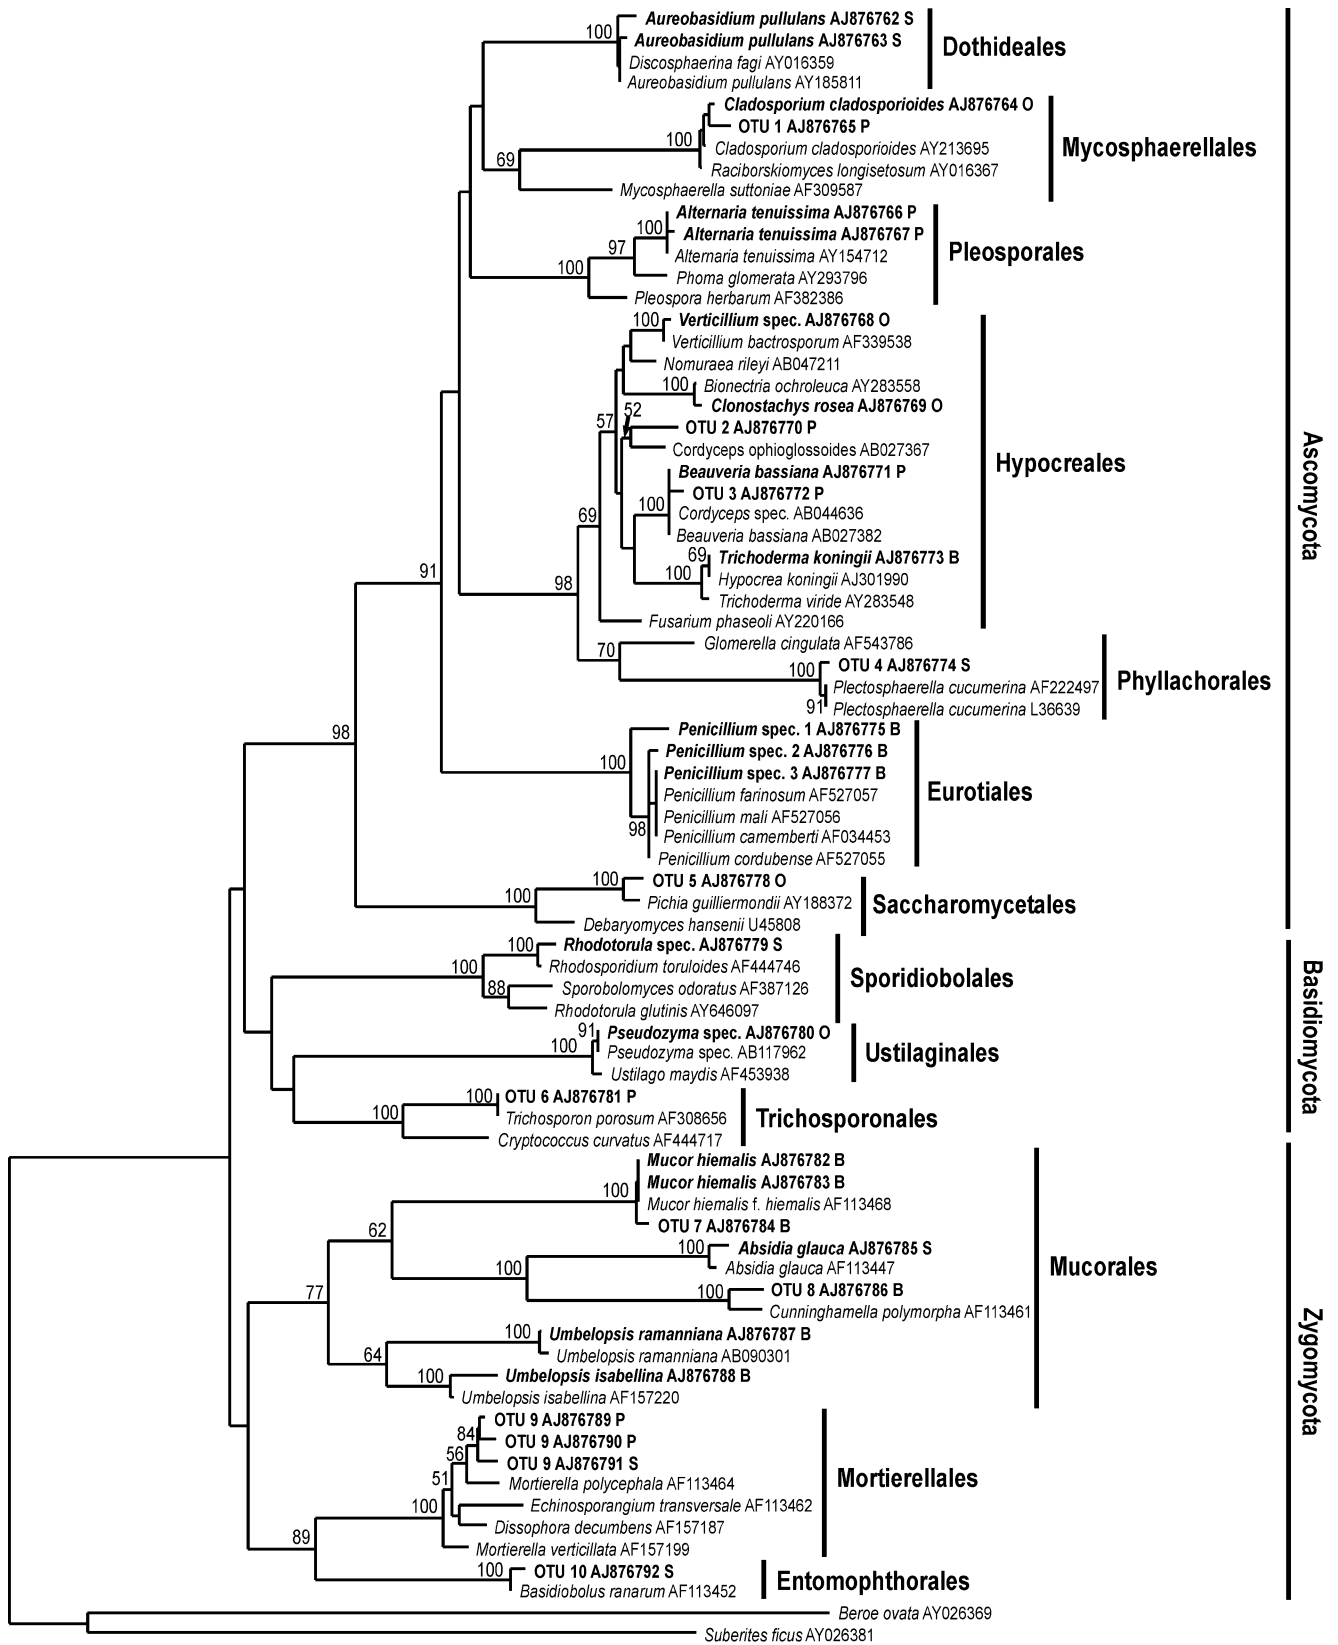 100
Aureobasidium pullulans AJ876762 S
Aureobasidium pullulans AJ876763 S
Discosphaerina fagi AY016359
Aureobasidium pullulans AY185811
Dothideales
Cladosporium cladosporioides AJ876764 O
OTU 1 AJ876765 P
100
Cladosporium cladosporioides AY213695
Raciborskiomyces longisetosum AY016367
69
Mycosphaerella suttoniae AF309587
Mycosphaerellales
Alternaria tenuissima AJ876766 P
100
Alternaria tenuissima AJ876767 P
97
Alternaria tenuissima AY154712
100
Phoma glomerata AY293796
Pleospora herbarum AF382386
Pleosporales
100
Verticillium spec. AJ876768 O
Verticillium bactrosporum AF339538
Nomuraea rileyi AB047211
100
Bionectria ochroleuca AY283558
Clonostachys rosea AJ876769 O
57
52
OTU 2 AJ876770 P
Cordyceps ophioglossoides AB027367
Beauveria bassiana AJ876771 P
OTU 3 AJ876772 P
100
Cordyceps spec. AB044636
69
Beauveria bassiana AB027382
69
Trichoderma koningii AJ876773 B
100
Hypocrea koningii AJ301990
Trichoderma viride AY283548
Fusarium phaseoli AY220166
Hypocreales
91
98
Glomerella cingulata AF543786
70
100
OTU 4 AJ876774 S
Plectosphaerella cucumerina AF222497
91
Plectosphaerella cucumerina L36639
Phyllachorales
98
Penicillium spec. 1 AJ876775 B
Penicillium spec. 2 AJ876776 B
100
Penicillium spec. 3 AJ876777 B
Penicillium farinosum AF527057
Penicillium mali AF527056
98
Penicillium camemberti AF034453
Penicillium cordubense AF527055
Eurotiales
100
OTU 5 AJ876778 O
100
Pichia guilliermondii AY188372
Debaryomces hansenii U45808
Saccharomycetales
Ascomycota
100
Rhodotorula spec. AJ876779 S
100
Rhodosporidium toruloides AF444746
88
Sporobolomyces odoratus AF387126
Rhodotorula glutinis AY646097
Sporidiobolales
91
Pseudozyma spec. AJ876780 O
100
Pseudozyma spec. AB117962
Ustilago maydis AF453938
Ustilaginales
100
OTU 6 AJ876781 P
100
Trichosporon porosum AF308656
Cryptococcus curvatus AF444717
Trichosporonales
Basidiomycota
Mucor hiemalis AJ876782 B
100
Mucor hiemalis AJ876783 B
Mucor hiemalis f. hiemalis AF113468
OTU 7 AJ876784 B
62
100
Absidia glauca AJ876785 S
100
Absidia glauca AF113447
100
OTU 8 AJ876786 B
Cunninghamella polymorpha AF113461
77
100
Umbelopsis ramanniana AJ876787 B
64
Umbelopsis ramanniana AB090301
100
Umbelopsis isabellina AJ876788 B
Umbelopsis isabellina AF157220
Mucorales
OTU 9 AJ876789 P
84
OTU 9 AJ876790 P
56
OTU 9 AJ876791 S
51
Mortierella polycephala AF113464
100
Echinosporangium transversale AF113462
Dissophora decumbens AF157187
89
Mortierella verticillata AF157199
Mortierellales
100
OTU 10 AJ876792 S
Basidiobolus ranarum AF113452
Entomophthorales
Zygomycota
Beroe ovata AY026369
Suberites ficus AY026381